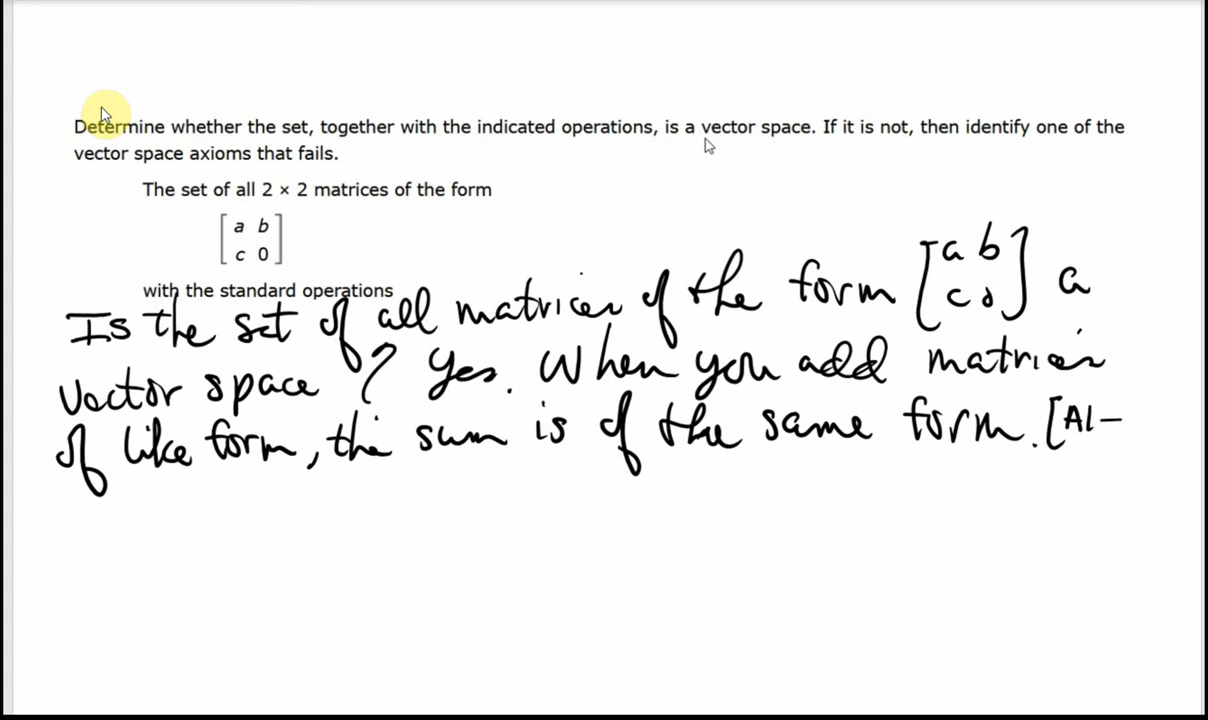 Determine whether the set, together with the indicated operations, is a vector space. If it is not, then identify one of the
vector space axioms that fails.
The set of all 2 × 2 matrices of the form
[a b
c 0]
with the standard operations
Is the set of all matrices of the form [a b
c 0] a
vector space? Yes. When you add matrices
of like form, the sum is of the same form. [A1–